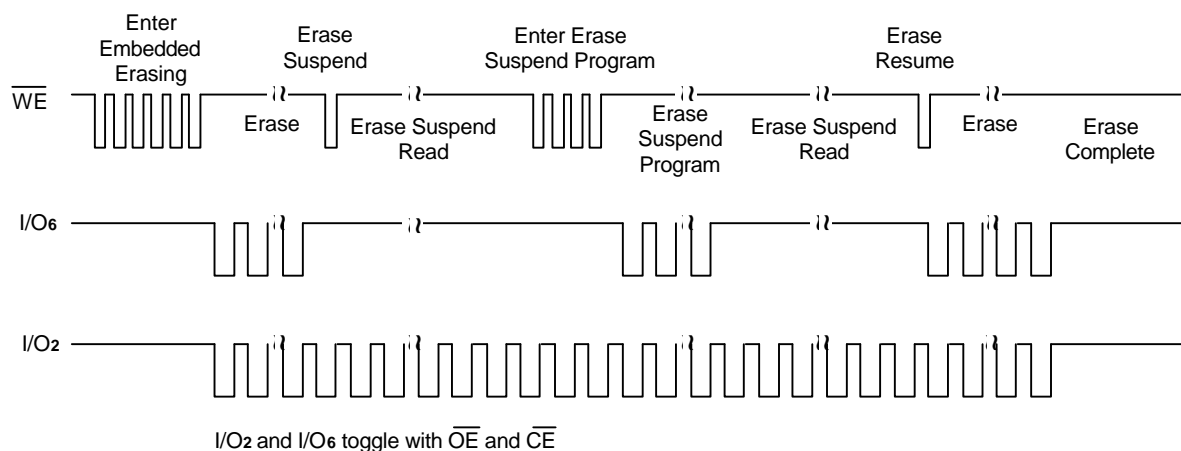 Enter
Embedded
Erasing
Erase
Suspend
Enter Erase
Suspend Program
Erase
Resume
WE
Erase
Erase Suspend
Read
Erase
Suspend
Program
Erase Suspend
Read
Erase
Erase
Complete
I/O6
I/O2
I/O2 and I/O6 toggle with OE and CE